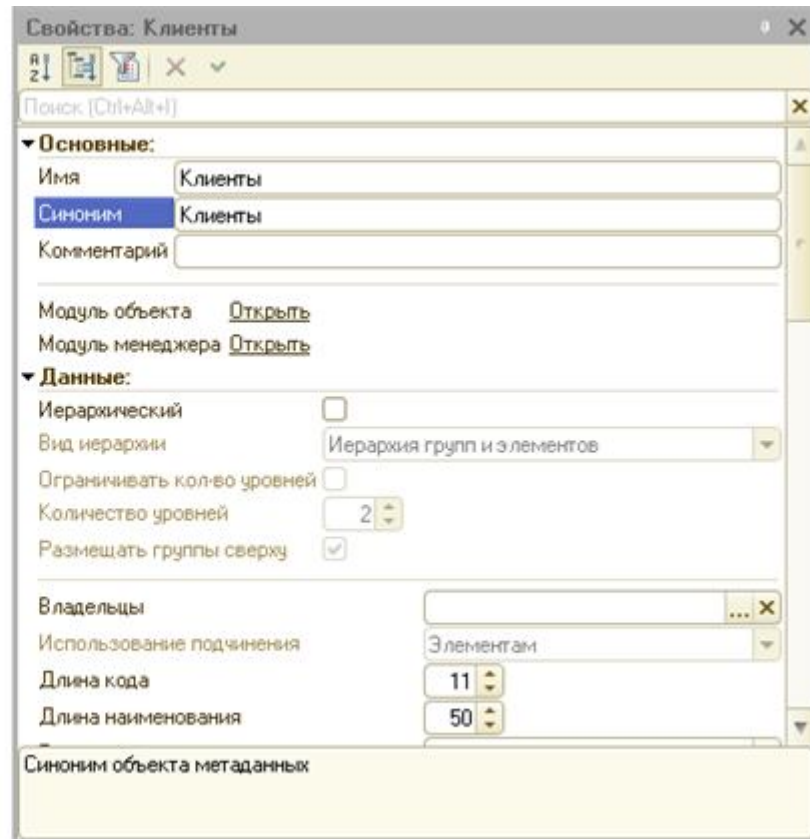 Свойства: Клиенты
Поиск (Ctrl+Alt+I)
Основные:
Имя Клиенты
Синоним Клиенты
Комментарий
Модуль объекта Открыть
Модуль менеджера Открыть
Данные:
Иерархический
Вид иерархии Иерархия групп и элементов
Ограничивать кол-во уровней
Количество уровней 2
Размещать группы сверху
Владельцы ...
Использование подчинения Элементам
Длина кода 11
Длина наименования 50
Синоним объекта метаданных